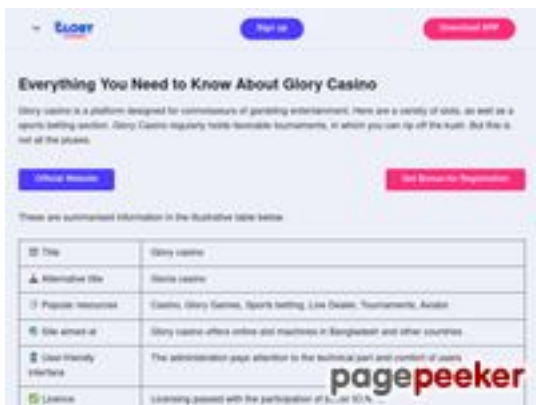 GLORY
Sign up
Download APP
Everything You Need to Know About Glory Casino
Glory casino is a platform designed for connoisseurs of gambling entertainment. Here are a variety of slots, as well as a
sports betting section. Glory Casino regularly holds favorable tournaments, in which you can rip off the kush. But this is
not all the pluses.
Official Website
Get Bonus for Registration
These are summarised information in the illustrative table below.
Title
Glory casino
Alternative title
Gloria casino
Popular resources
Casino, Glory Games, Sports betting, Live Dealer, Tournaments, Aviator
Site aimed at
Glory casino offers online slot machines in Bangladesh and other countries
User-friendly
interface
The administration pays attention to the technical part and comfort of users
Licence
Licensing passed with the participation of
pagepeeker